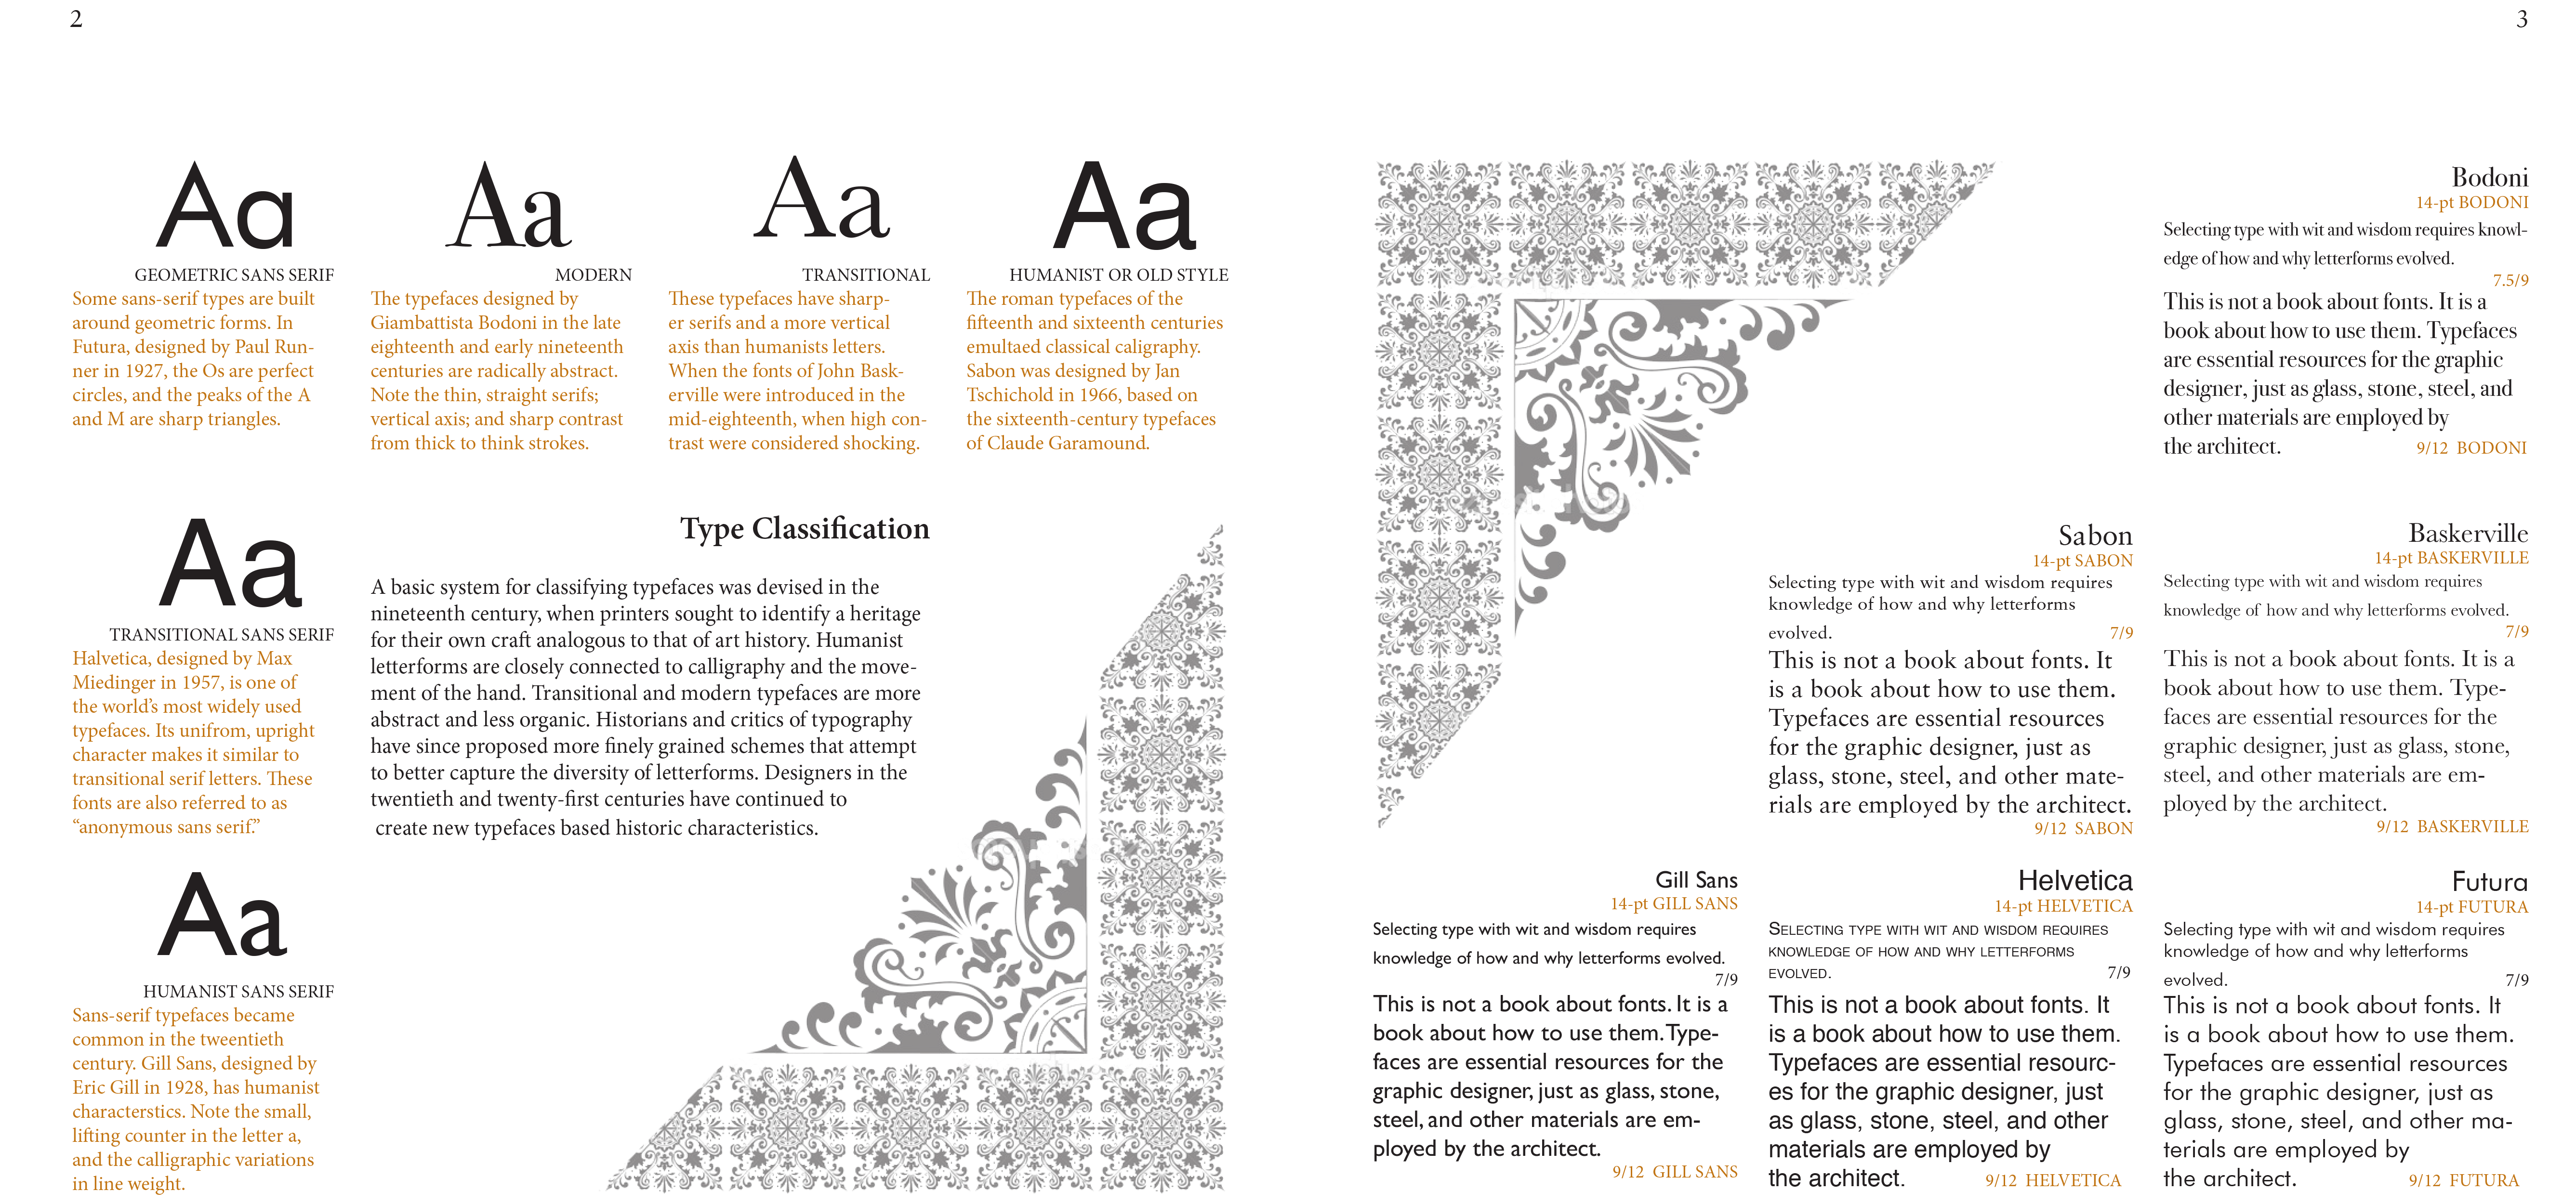 2
3
Aa
GEOMETRIC SANS SERIF
Some sans-serif types are built
around geometric forms. In
Futura, designed by Paul Run-
ner in 1927, the Os are perfect
circles, and the peaks of the A
and M are sharp triangles.
Aa
MODERN
The typefaces designed by
Giambattista Bodoni in the late
eighteenth and early nineteenth
centuries are radically abstract.
Note the thin, straight serifs;
vertical axis; and sharp contrast
from thick to think strokes.
Aa
TRANSITIONAL
These typefaces have sharp-
er serifs and a more vertical
axis than humanists letters.
When the fonts of John Bask-
erville were introduced in the
mid-eighteenth, when high con-
trast were considered shocking.
Aa
HUMANIST OR OLD STYLE
The roman typefaces of the
fifteenth and sixteenth centuries
emultaed classical caligraphy.
Sabon was designed by Jan
Tschichold in 1966, based on
the sixteenth-century typefaces
of Claude Garamound.
Aa
TRANSITIONAL SANS SERIF
Halvetica, designed by Max
Miedinger in 1957, is one of
the world's most widely used
typefaces. Its unifrom, upright
character makes it similar to
transitional serif letters. These
fonts are also referred to as
“anonymous sans serif.”
Aa
HUMANIST SANS SERIF
Sans-serif typefaces became
common in the tweentieth
century. Gill Sans, designed by
Eric Gill in 1928, has humanist
characterstics. Note the small,
lifting counter in the letter a,
and the calligraphic variations
in line weight.
Type Classification
A basic system for classifying typefaces was devised in the
nineteenth century, when printers sought to identify a heritage
for their own craft analogous to that of art history. Humanist
letterforms are closely connected to calligraphy and the move-
ment of the hand. Transitional and modern typefaces are more
abstract and less organic. Historians and critics of typography
have since proposed more finely grained schemes that attempt
to better capture the diversity of letterforms. Designers in the
twentieth and twenty-first centuries have continued to
create new typefaces based historic characteristics.
Bodoni
14-pt BODONI
Selecting type with wit and wisdom requires knowl-
edge of how and why letterforms evolved.
7.5/9
This is not a book about fonts. It is a
book about how to use them. Typefaces
are essential resources for the graphic
designer, just as glass, stone, steel, and
other materials are employed by
the architect. 9/12 BODONI
Sabon
14-pt SABON
Selecting type with wit and wisdom requires
knowledge of how and why letterforms
evolved. 7/9
This is not a book about fonts. It
is a book about how to use them.
Typefaces are essential resources
for the graphic designer, just as
glass, stone, steel, and other mate-
rials are employed by the architect.
9/12 SABON
Baskerville
14-pt BASKERVILLE
Selecting type with wit and wisdom requires
knowledge of how and why letterforms evolved.
7/9
This is not a book about fonts. It is a
book about how to use them. Type-
faces are essential resources for the
graphic designer, just as glass, stone,
steel, and other materials are em-
ployed by the architect.
9/12 BASKERVILLE
Gill Sans
14-pt GILL SANS
Selecting type with wit and wisdom requires
knowledge of how and why letterforms evolved.
7/9
This is not a book about fonts. It is a
book about how to use them. Type-
faces are essential resources for the
graphic designer, just as glass, stone,
steel, and other materials are em-
ployed by the architect.
9/12 GILL SANS
Helvetica
14-pt HELVETICA
Selecting type with wit and wisdom requires
knowledge of how and why letterforms
evolved. 7/9
This is not a book about fonts. It
is a book about how to use them.
Typefaces are essential resourc-
es for the graphic designer, just
as glass, stone, steel, and other
materials are employed by
the architect. 9/12 HELVETICA
Futura
14-pt FUTURA
Selecting type with wit and wisdom requires
knowledge of how and why letterforms
evolved. 7/9
This is not a book about fonts. It
is a book about how to use them.
Typefaces are essential resources
for the graphic designer, just as
glass, stone, steel, and other ma-
terials are employed by
the architect. 9/12 FUTURA